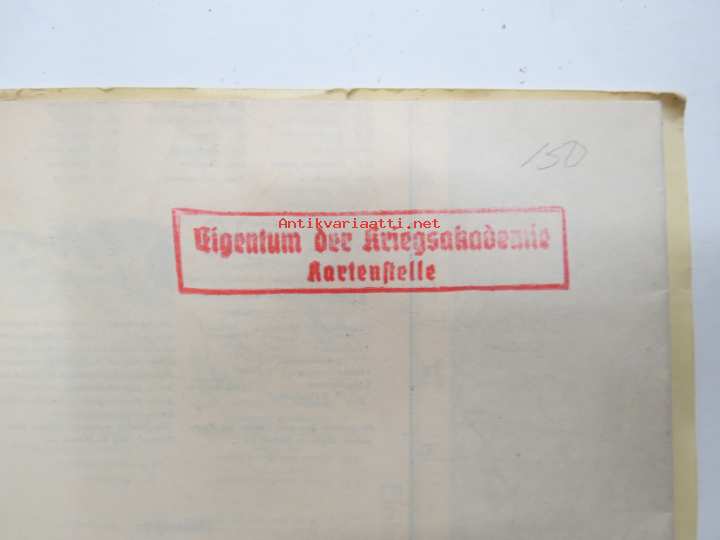 150
Antikvariaatti.net
Eigentum der Kriegsakademie
Kartenstelle